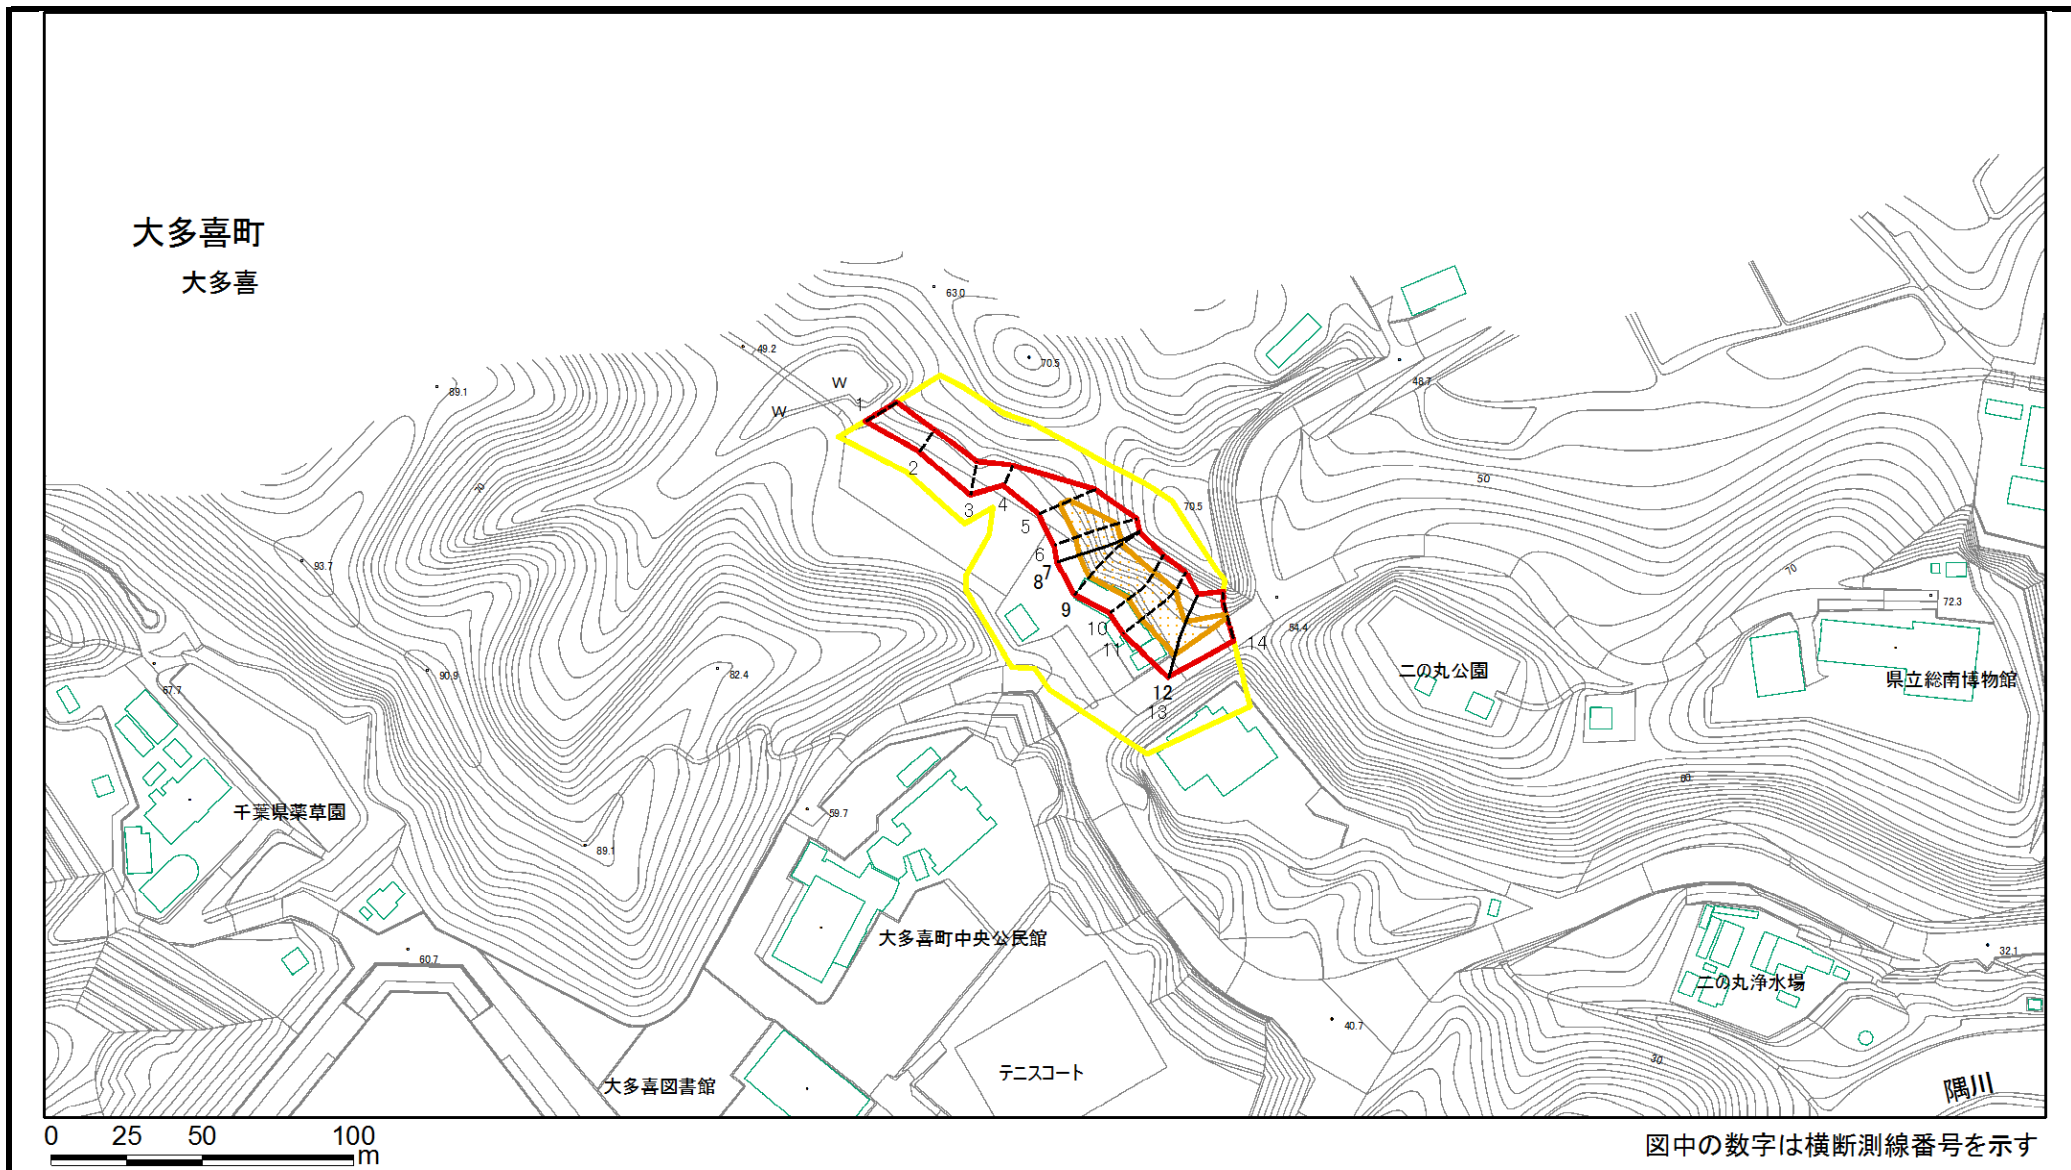 大多喜町
大多喜
63.0
49.2
70.5
W
W
89.1
48.7
1
2
3
4
5
6
7
8
9
10
11
12
13
14
70
70.5
50
93.7
70
72.3
54.4
二の丸公園
県立総南博物館
90.9
82.4
67.7
60
千葉県薬草園
59.7
89.1
大多喜町中央公民館
60.7
32.1
二の丸浄水場
40.7
30
テニスコート
大多喜図書館
隅川
0 25 50 100
m
図中の数字は横断測線番号を示す